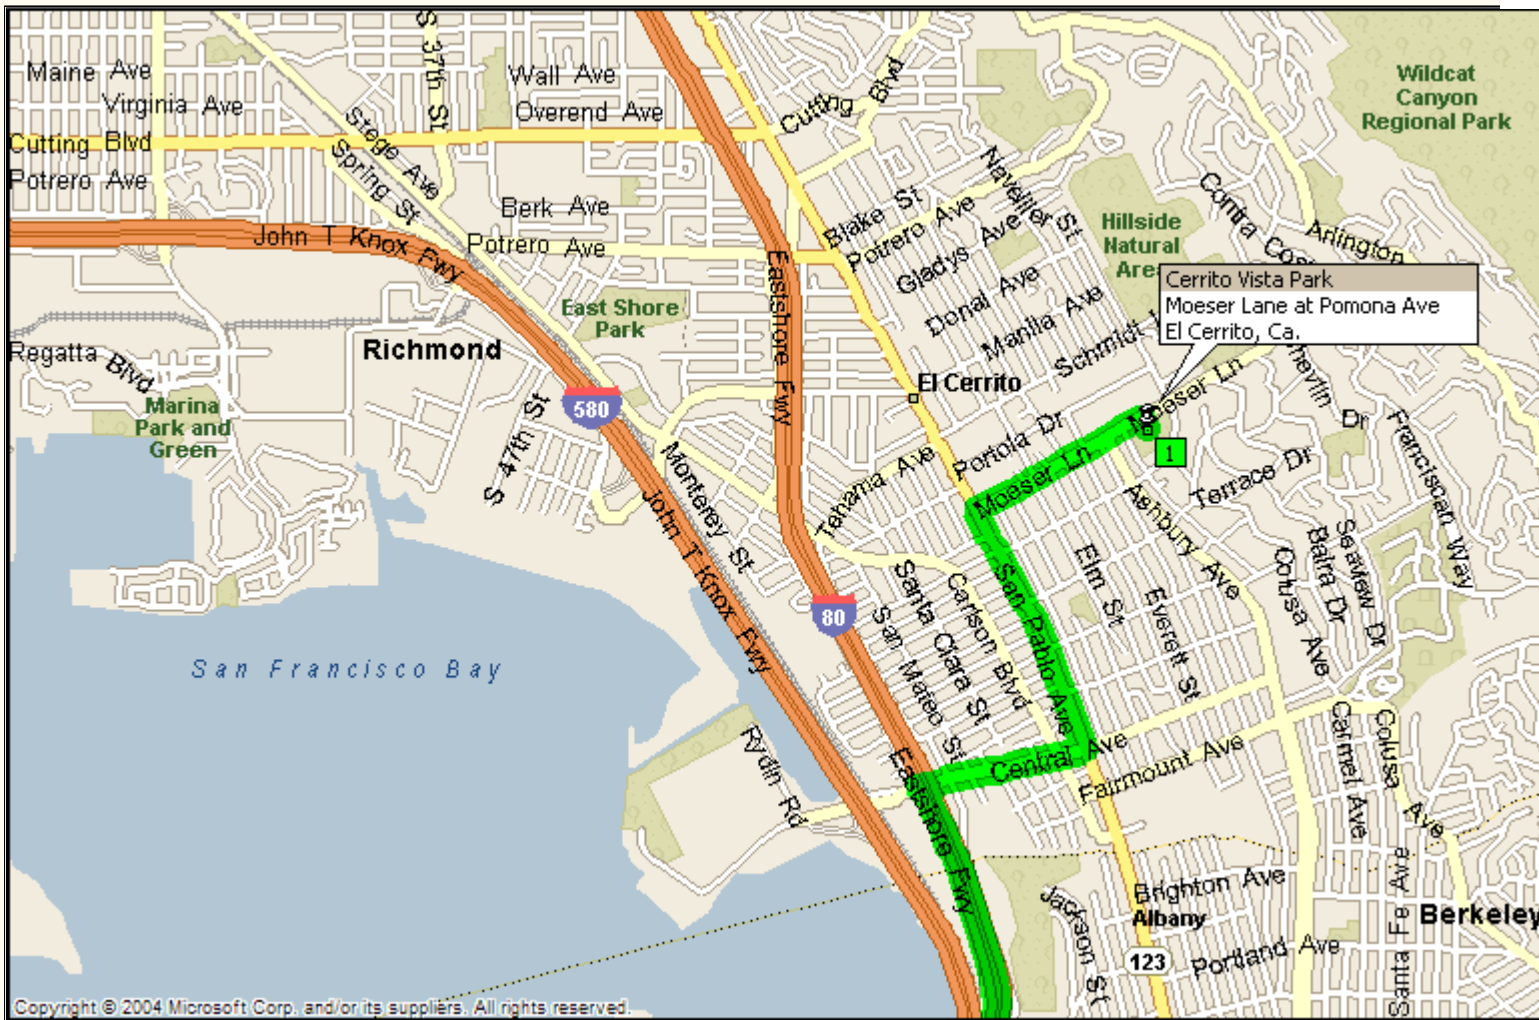 Maine Ave
Virginia Ave
Cutting Blvd
Potrero Ave
S 37th St
Stege Ave
Spring St
Wall Ave
Overend Ave
Cutting Blvd
Wildcat
Canyon
Regional Park
Berk Ave
Potrero Ave
John T Knox Fwy
Blake St
Potrero Ave
Navellier St
Gladys Ave
Donal Ave
Manila Ave
Schmidt
Hillside
Natural
Area
Contra Cos
Arlington
Cerrito Vista Park
Moeser Lane at Pomona Ave
El Cerrito, Ca.
East Shore
Park
Eastshore Fwy
Richmond
Regatta Blvd
Marina
Park and
Green
580
S 47th St
El Cerrito
Moeser Ln
Portola Dr
Tehama Ave
Moeser Ln
1
Monterey St
John T Knox Fwy
Terrace Dr
Ashbury Ave
Franciscan Way
Seaview Dr
Balra Dr
Colusa Ave
Elm St
Everett St
San Pablo Ave
Carlson Blvd
Santa Clara St
San Mateo St
80
San Francisco Bay
Rydin Rd
Eastshore Fwy
Central Ave
Fairmount Ave
Carmel Ave
Colusa Ave
Santa Fe Ave
Brighton Ave
Albany
Berkeley
Jackson St
123
Portland Ave
Copyright © 2004 Microsoft Corp. and/or its suppliers. All rights reserved.